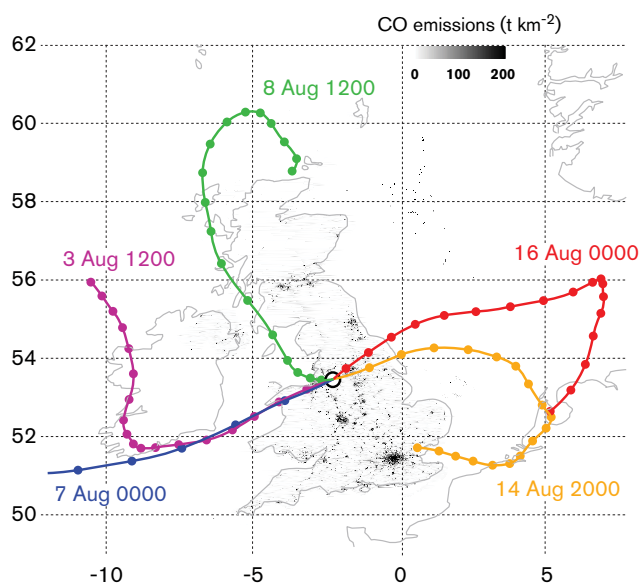 CO emissions (t km-2)
0 100 200
62
8 Aug 1200
60
58
3 Aug 1200
16 Aug 0000
56
54
52
7 Aug 0000
14 Aug 2000
50
-10 -5 0 5